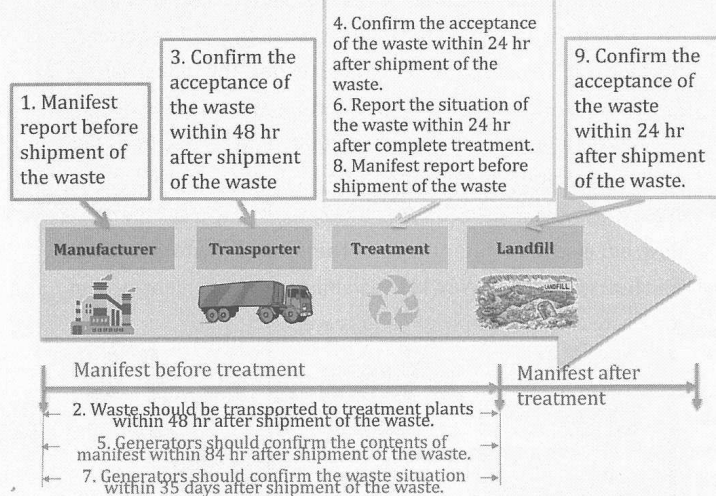 1. Manifest
report before
shipment of
the waste
3. Confirm the
acceptance of
the waste
within 48 hr
after shipment
of the waste
4. Confirm the acceptance
of the waste within 24 hr
after shipment of the
waste.
6. Report the situation of
the waste within 24 hr
after complete treatment.
8. Manifest report before
shipment of the waste
9. Confirm the
acceptance of
the waste
within 24 hr
after shipment
of the waste.
Manufacturer
Transporter
Treatment
Landfill
LANDFILL
Manifest before treatment
Manifest after
treatment
2. Waste should be transported to treatment plants
within 48 hr after shipment of the waste.
5. Generators should confirm the contents of
manifest within 84 hr after shipment of the waste.
7. Generators should confirm the waste situation
within 35 days after shipment of the waste.